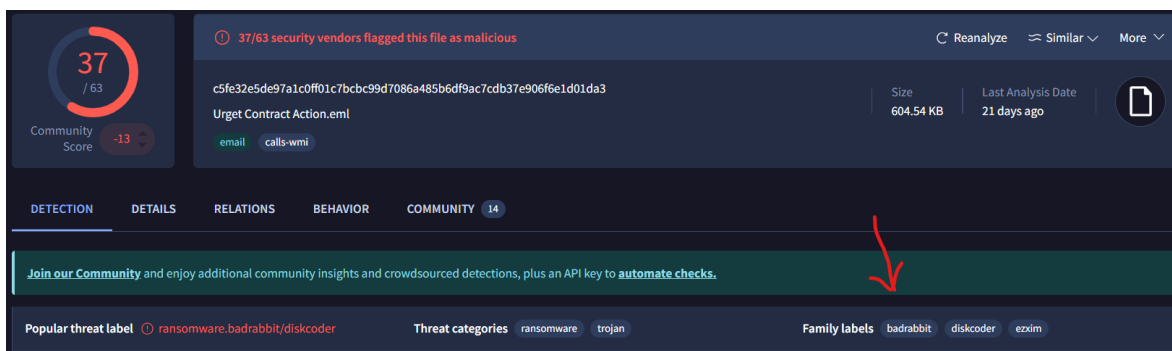 37
/ 63
Community
Score
-13
37/63 security vendors flagged this file as malicious
Reanalyze
Similar
More
c5fe32e5de97a1c0ff01c7bcbc99d7086a485b6df9ac7cdb37e906f6e1d01da3
Urget Contract Action.eml
email calls-wmi
Size
604.54 KB
Last Analysis Date
21 days ago
DETECTION DETAILS RELATIONS BEHAVIOR COMMUNITY 14
Join our Community and enjoy additional community insights and crowdsourced detections, plus an API key to automate checks.
Popular threat label ransomware.badrabbit/diskcoder Threat categories ransomware trojan Family labels badrabbit diskcoder ezxim